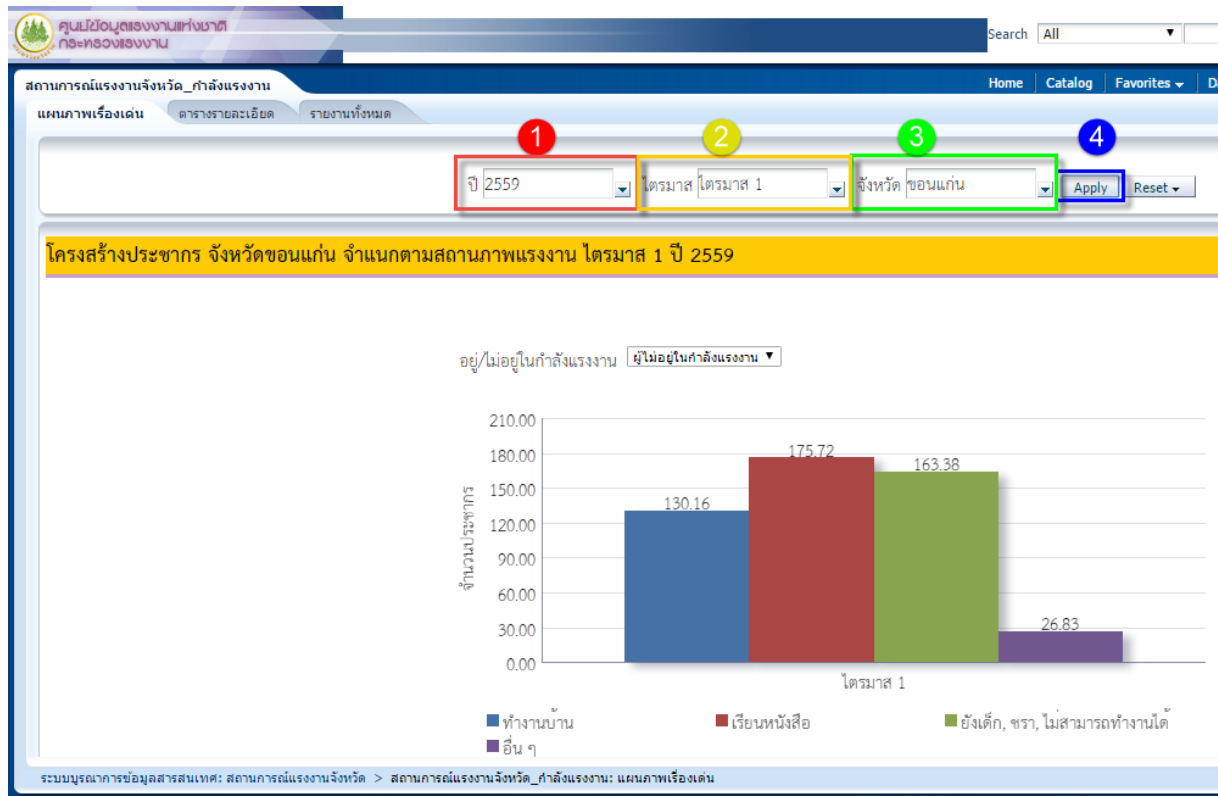 ศูนย์ข้อมูลแรงงานแห่งชาติ
กระทรวงแรงงาน
Search All
สถานการณ์แรงงานจังหวัด_กำลังแรงงาน
Home Catalog Favorites D
แผนภาพเรื่องเด่น ตารางรายละเอียด รายงานทั้งหมด
1 2 3 4
ปี 2559 ไตรมาส ไตรมาส 1 จังหวัด ขอนแก่น Apply Reset
โครงสร้างประชากร จังหวัดขอนแก่น จำแนกตามสถานภาพแรงงาน ไตรมาส 1 ปี 2559
อยู่/ไม่อยู่ในกำลังแรงงาน ผู้ไม่อยู่ในกำลังแรงงาน
จำนวนประชากร
210.00
180.00
150.00
120.00
90.00
60.00
30.00
0.00
130.16
175.72
163.38
26.83
ไตรมาส 1
ทำงานบ้าน เรียนหนังสือ ยังเด็ก, ชรา, ไม่สามารถทำงานได้
อื่น ๆ
ระบบบูรณาการข้อมูลสารสนเทศ: สถานการณ์แรงงานจังหวัด > สถานการณ์แรงงานจังหวัด_กำลังแรงงาน: แผนภาพเรื่องเด่น